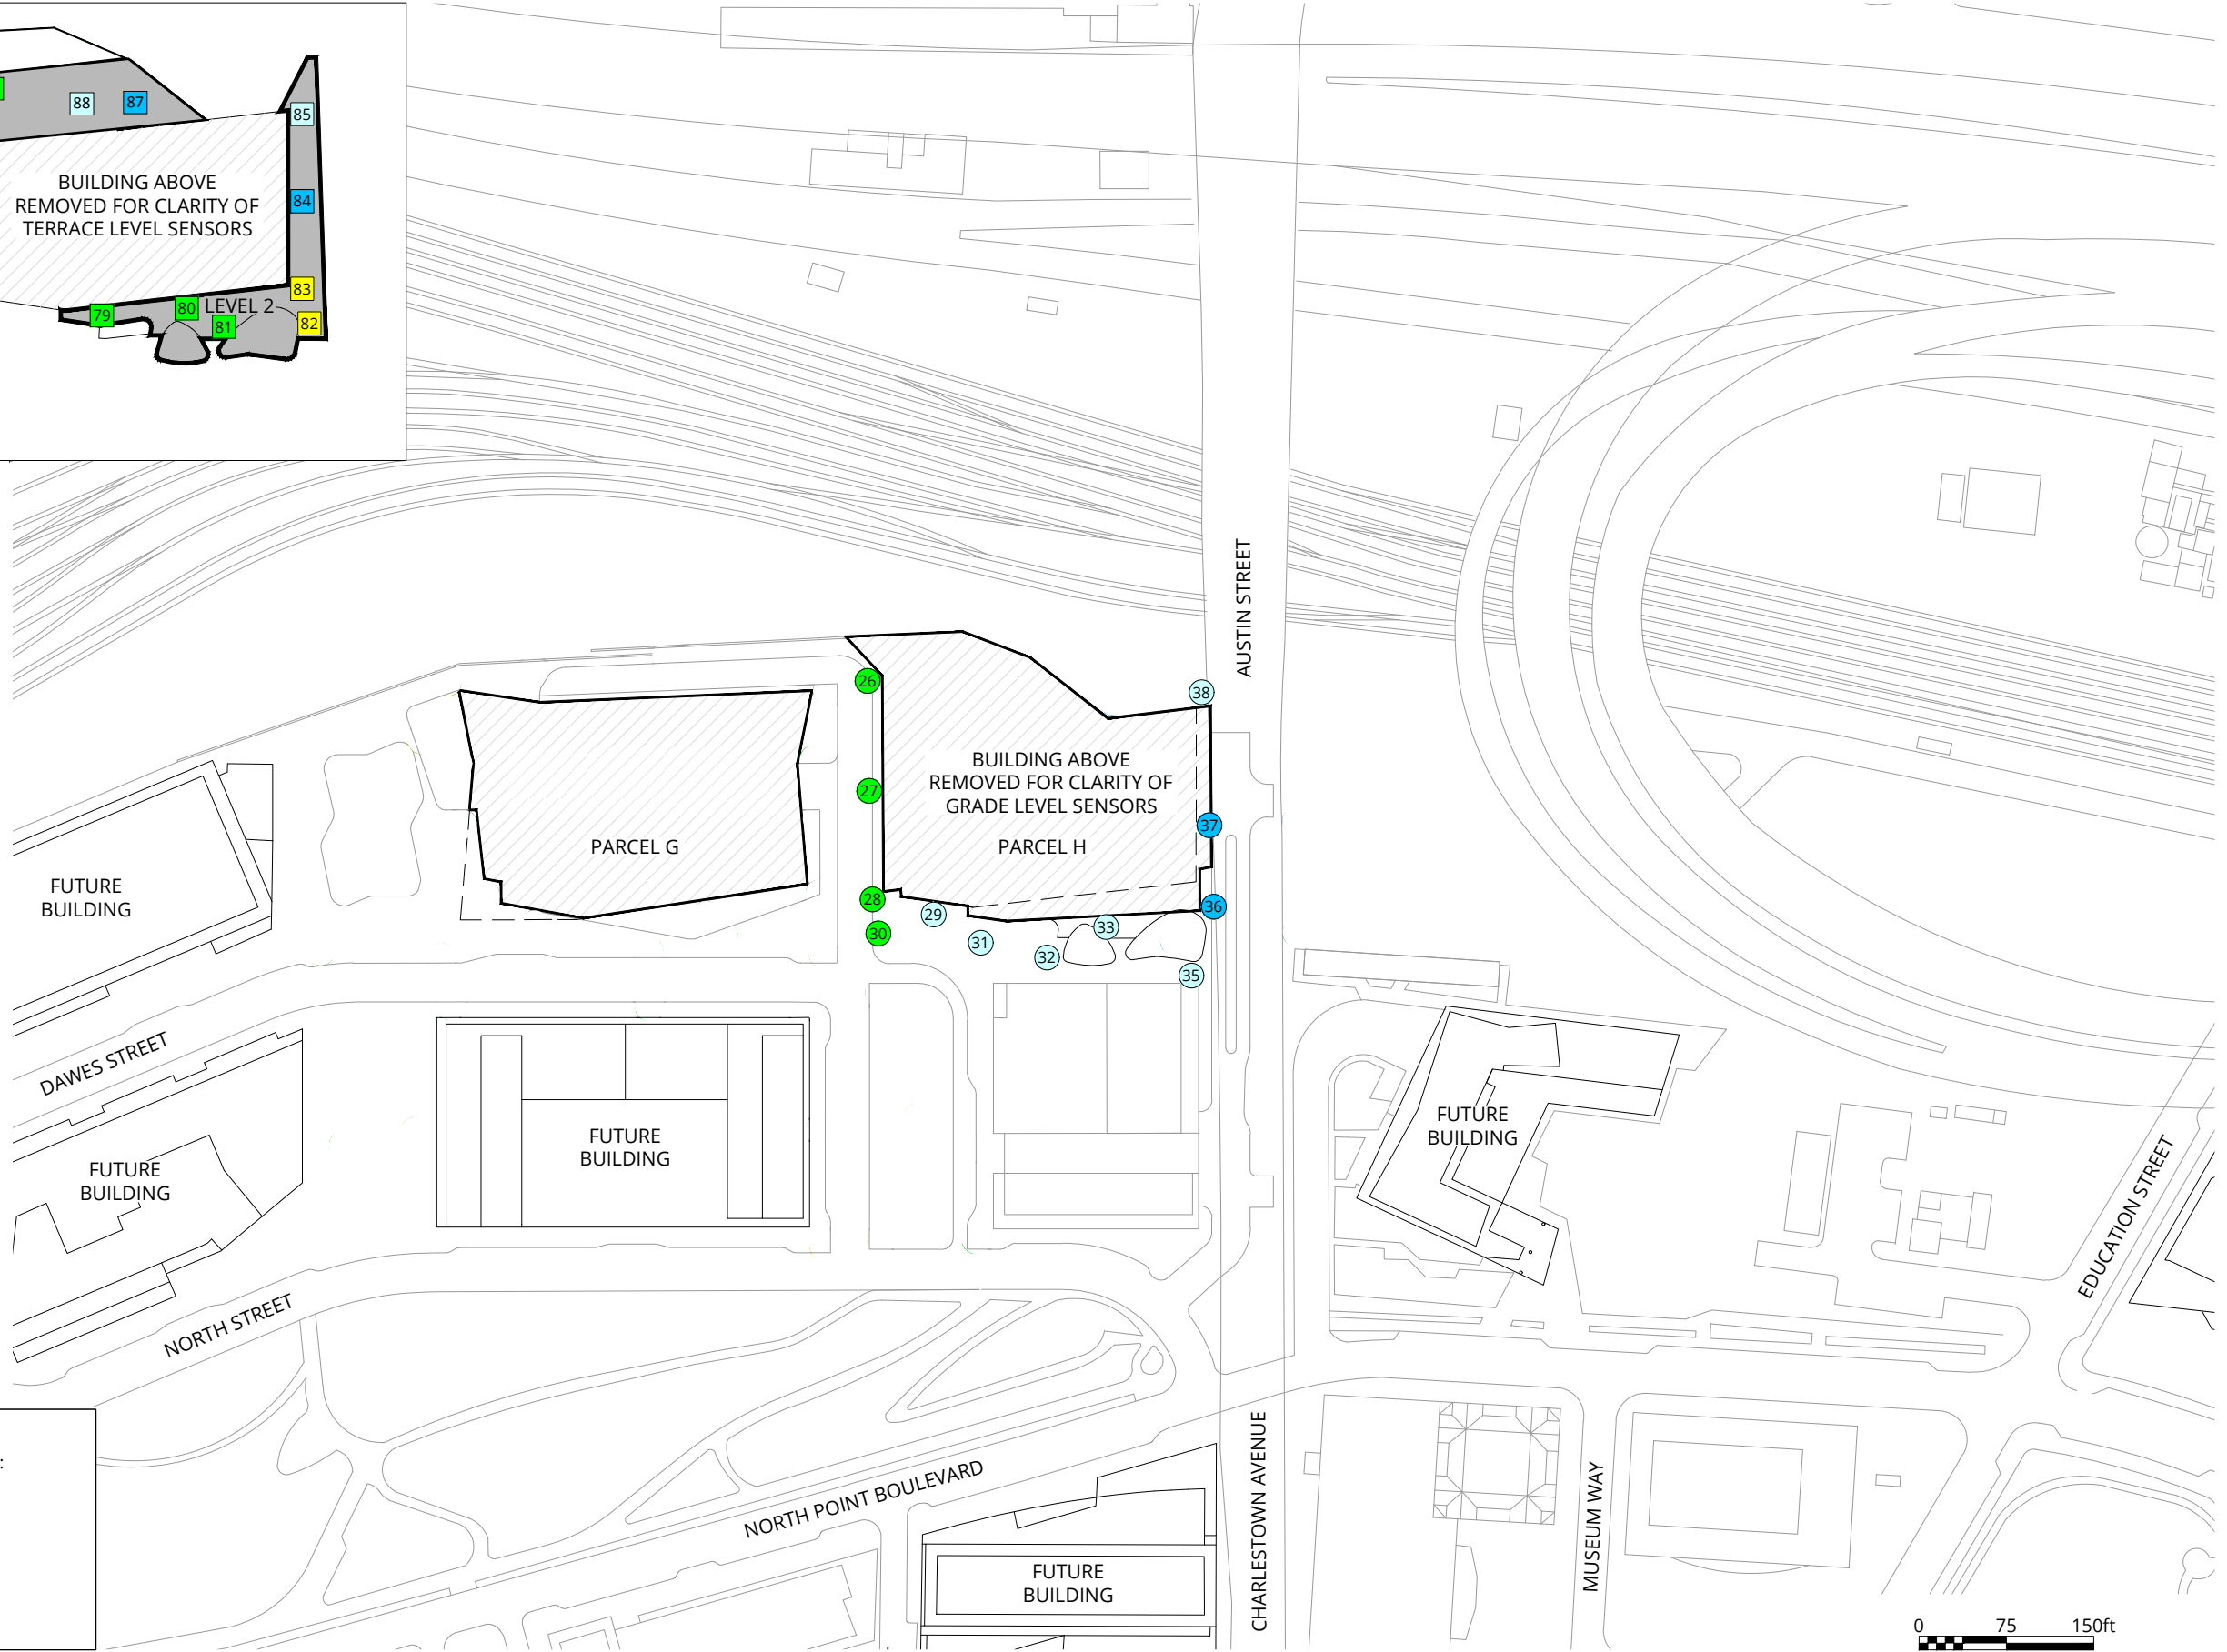 88
87
85
BUILDING ABOVE
REMOVED FOR CLARITY OF
TERRACE LEVEL SENSORS
84
83
79
80
LEVEL 2
81
82
AUSTIN STREET
26
38
27
BUILDING ABOVE
REMOVED FOR CLARITY OF
GRADE LEVEL SENSORS
37
PARCEL G
PARCEL H
FUTURE
BUILDING
28
29
36
30
31
33
32
35
DAWES STREET
FUTURE
BUILDING
FUTURE
BUILDING
FUTURE
BUILDING
EDUCATION STREET
NORTH STREET
:
NORTH POINT BOULEVARD
CHARLESTOWN AVENUE
MUSEUM WAY
FUTURE
BUILDING
0 75 150ft